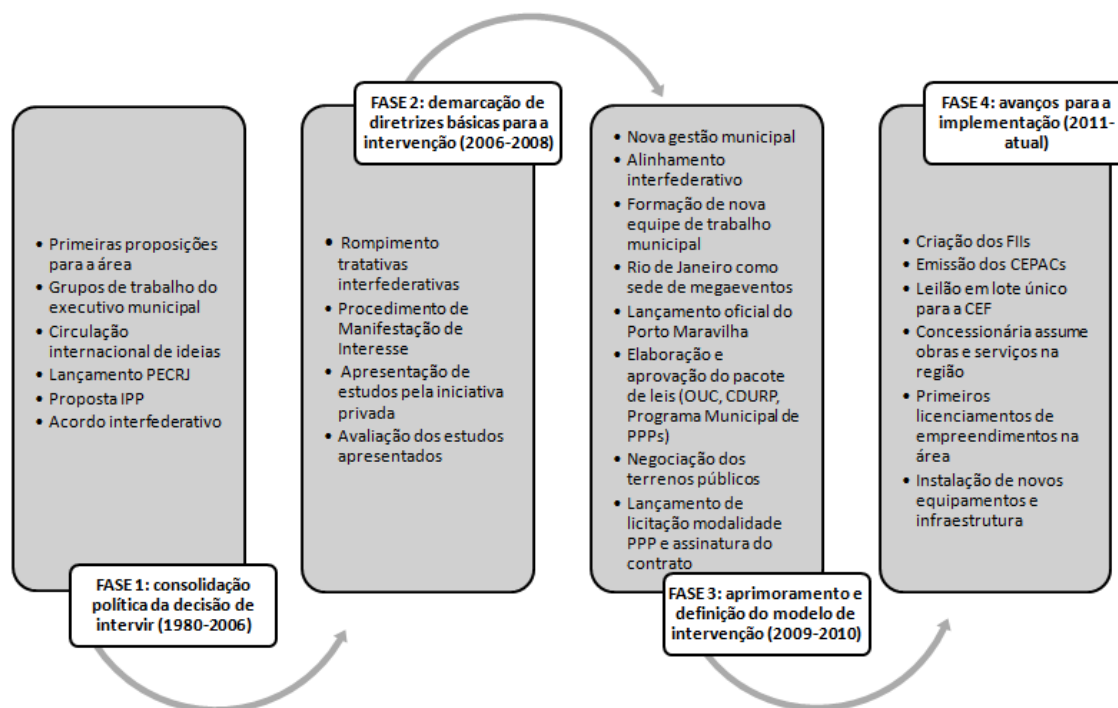 • Primeiras proposições
para a área
• Grupos de trabalho do
executivo municipal
• Circulação
internacional de ideias
• Lançamento PECRJ
• Proposta IPP
• Acordo interfederativo
FASE 1: consolidação
política da decisão de
intervir (1980-2006)
FASE 2: demarcação de
diretrizes básicas para a
intervenção (2006-2008)
• Rompimento
tratativas
interfederativas
• Procedimento de
Manifestação de
Interesse
• Apresentação de
estudos pela iniciativa
privada
• Avaliação dos estudos
apresentados
• Nova gestão municipal
• Alinhamento
interfederativo
• Formação de nova
equipe de trabalho
municipal
• Rio de Janeiro como
sede de megaeventos
• Lançamento oficial do
Porto Maravilha
• Elaboração e
aprovação do pacote
de leis (OUC, CDURP,
Programa Municipal de
PPPs)
• Negociação dos
terrenos públicos
• Lançamento de
licitação modalidade
PPP e assinatura do
contrato
FASE 3: aprimoramento e
definição do modelo de
intervenção (2009-2010)
FASE 4: avanços para a
implementação (2011-
atual)
• Criação dos FIIs
• Emissão dos CEPACs
• Leilão em lote único
para a CEF
• Concessionária assume
obras e serviços na
região
• Primeiros
licenciamentos de
empreendimentos na
área
• Instalação de novos
equipamentos e
infraestrutura